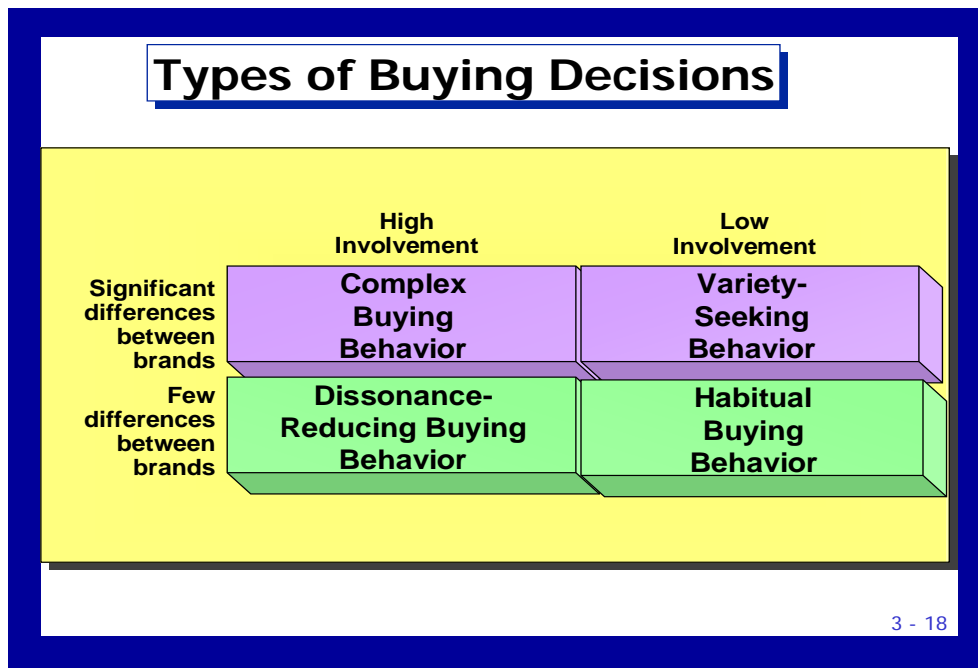 Types of Buying Decisions
High
Involvement
Low
Involvement
Significant
differences
between
brands
Complex
Buying
Behavior
Variety-
Seeking
Behavior
Few
differences
between
brands
Dissonance-
Reducing Buying
Behavior
Habitual
Buying
Behavior
3 - 18